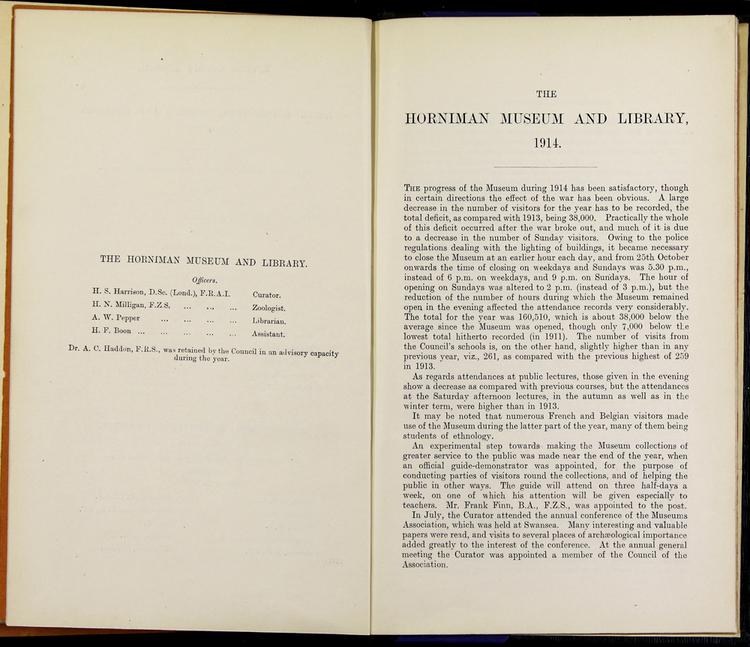 THE HORNIMAN MUSEUM AND LIBRARY.
Officers.
H. S. Harrison, D.Sc. (Lond.), F.R.A.I. Curator.
H. N. Milligan, F.Z.S. ... ... ... Zoologist.
A. W. Pepper ... ... ... ... Librarian.
H. F. Boon ... ... ... ... ... Assistant.
Dr. A. C. Haddon, F.R.S., was retained by the Council in an advisory capacity
during the year.
THE
HORNIMAN MUSEUM AND LIBRARY,
1914.
THE progress of the Museum during 1914 has been satisfactory, though
in certain directions the effect of the war has been obvious. A large
decrease in the number of visitors for the year has to be recorded, the
total deficit, as compared with 1913, being 38,000. Practically the whole
of this deficit occurred after the war broke out, and much of it is due
to a decrease in the number of Sunday visitors. Owing to the police
regulations dealing with the lighting of buildings, it became necessary
to close the Museum at an earlier hour each day, and from 25th October
onwards the time of closing on weekdays and Sundays was 5.30 p.m.,
instead of 6 p.m. on weekdays, and 9 p.m. on Sundays. The hour of
opening on Sundays was altered to 2 p.m. (instead of 3 p.m.), but the
reduction of the number of hours during which the Museum remained
open in the evening affected the attendance records very considerably.
The total for the year was 160,510, which is about 38,000 below the
average since the Museum was opened, though only 7,000 below the
lowest total hitherto recorded (in 1911). The number of visits from
the Council's schools is, on the other hand, slightly higher than in any
previous year, viz., 261, as compared with the previous highest of 259
in 1913.
As regards attendances at public lectures, those given in the evening
show a decrease as compared with previous courses, but the attendances
at the Saturday afternoon lectures, in the autumn as well as in the
winter term, were higher than in 1913.
It may be noted that numerous French and Belgian visitors made
use of the Museum during the latter part of the year, many of them being
students of ethnology.
An experimental step towards making the Museum collections of
greater service to the public was made near the end of the year, when
an official guide-demonstrator was appointed, for the purpose of
conducting parties of visitors round the collections, and of helping the
public in other ways. The guide will attend on three half-days a
week, on one of which his attention will be given especially to
teachers. Mr. Frank Finn, B.A., F.Z.S., was appointed to the post.
In July, the Curator attended the annual conference of the Museums
Association, which was held at Swansea. Many interesting and valuable
papers were read, and visits to several places of archæological importance
added greatly to the interest of the conference. At the annual general
meeting the Curator was appointed a member of the Council of the
Association.